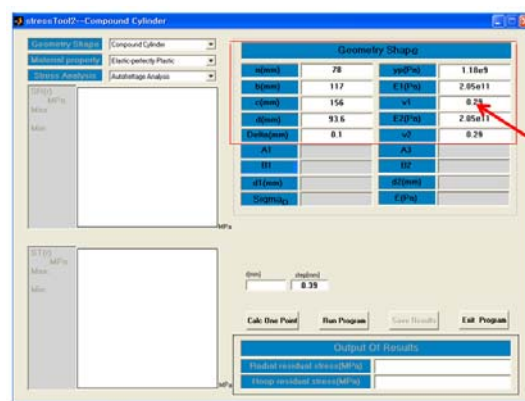 stressTool2--Compound Cylinder
Geometry Shape Compound Cylinder
Material property Elastic-perfectly Plastic
Stress Analysis Autofrettage Analysis
SR(r)
MPa
Max
Min
MPa
ST(r)
MPa
Max
Min
MPa
Geometry Shape
a(mm) 78 yp(Pa) 1.18e9
b(mm) 117 E1(Pa) 2.05e11
c(mm) 156 v1 0.29
d(mm) 93.6 E2(Pa) 2.05e11
Delta(mm) 0.1 v2 0.29
A1 A3
B1 B2
d1(mm) d2(mm)
Sigma0 E(Pa)
step(mm)
0.39
Calc One Point Run Program Save Results Exit Program
Output Of Results
Radial residual stress(MPa)
Hoop residual stress(MPa)